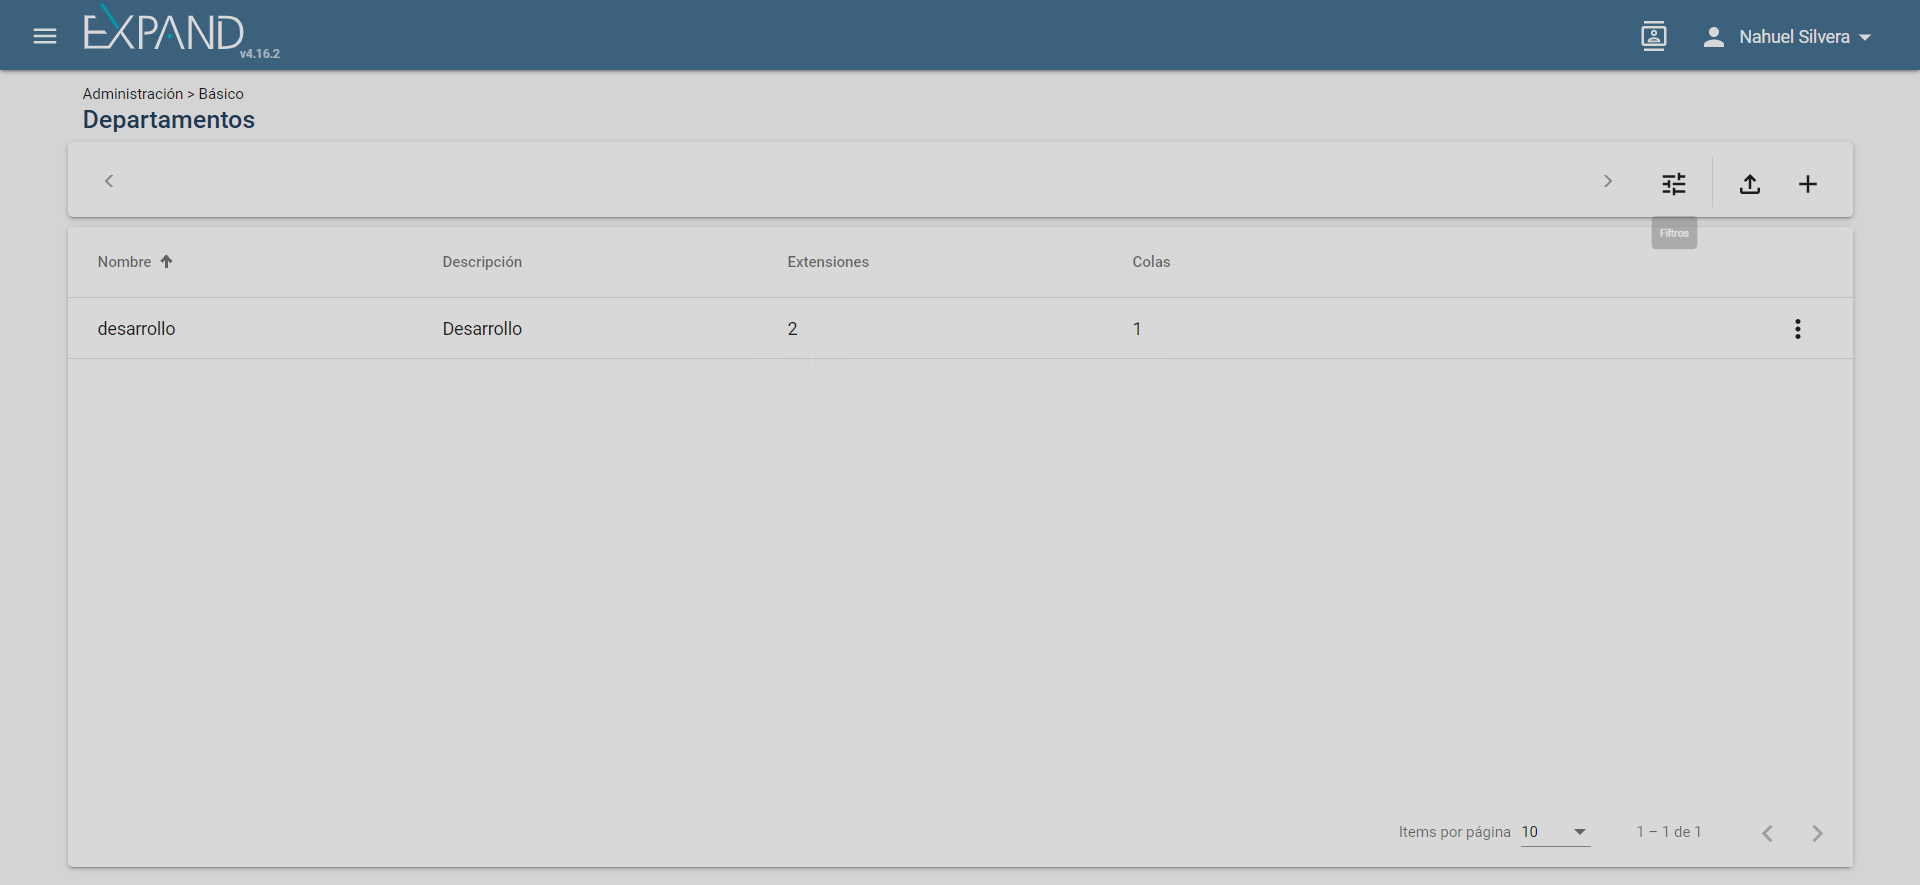 EXPAND
v4.16.2
Nahuel Silvera
Administración > Básico
Departamentos
Filtros
Nombre Descripción Extensiones Colas
desarrollo Desarrollo 2 1
Items por página 10 1 – 1 de 1